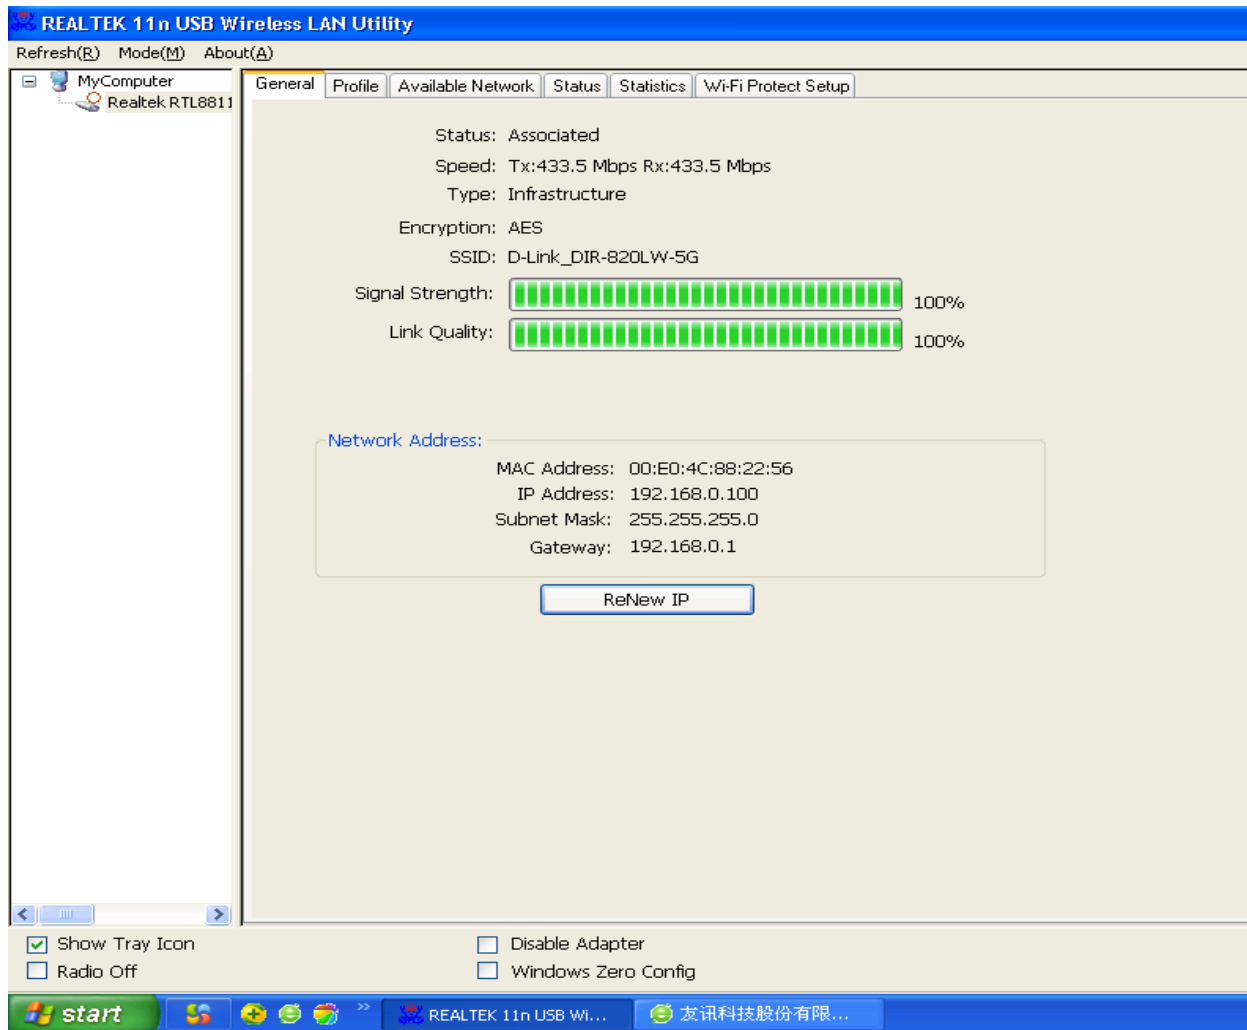 REALTEK 11n USB Wireless LAN Utility
Refresh(R) Mode(M) About(A)
MyComputer
Realtek RTL8811
General Profile Available Network Status Statistics Wi-Fi Protect Setup
Status: Associated
Speed: Tx:433.5 Mbps Rx:433.5 Mbps
Type: Infrastructure
Encryption: AES
SSID: D-Link_DIR-820LW-5G
Signal Strength: 100%
Link Quality: 100%
Network Address:
MAC Address: 00:E0:4C:88:22:56
IP Address: 192.168.0.100
Subnet Mask: 255.255.255.0
Gateway: 192.168.0.1
ReNew IP
Show Tray Icon Disable Adapter
Radio Off Windows Zero Config
start REALTEK 11n USB Wi... 友讯科技股份有限...